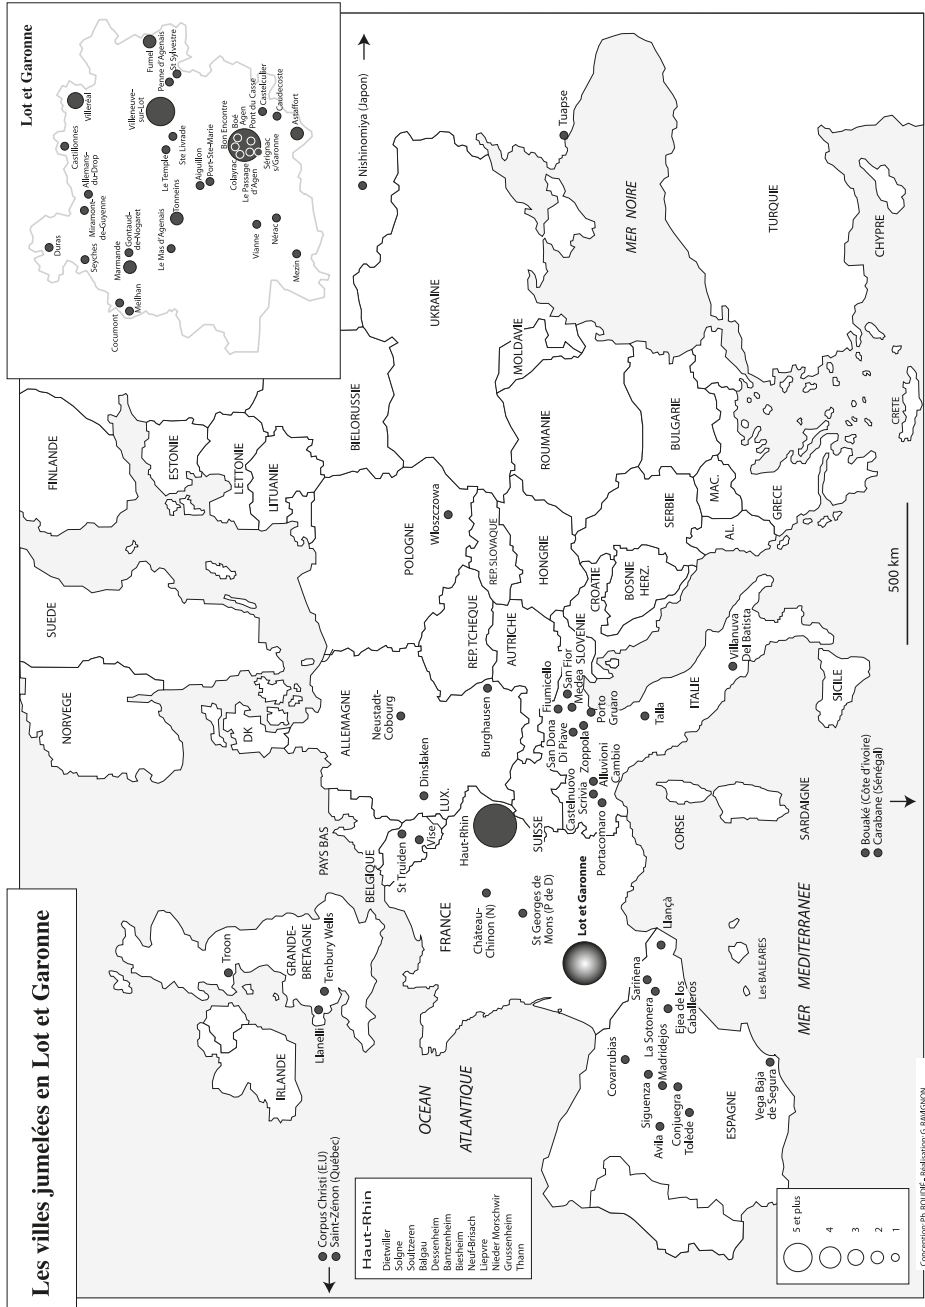 Les villes jumelées en Lot et Garonne
Lot et Garonne
Duras
Castillonnes
Villeréal
Seyches
Miramont-
de-Guyenne
Allemans-
du-Drop
Cocumont
Meilhan
Marmande
Gontaud-
de-Nogaret
Le Mas d'Agenais
Tonneins
Le Temple
Ste Livrade
Villeneuve-
sur-Lot
Fumel
Penne d'Agenais
St Sylvestre
Aiguillon
Port-Ste-Marie
Colayrac
Bon Encontre
Boé
Agen
Pont du Casse
Castelculier
Le Passage
d'Agen
Sérignac
s/Garonne
Caudecoste
Astaffort
Vianne
Nérac
Mezin
NORVEGE
SUEDE
FINLANDE
ESTONIE
LETTONIE
LITUANIE
BIELORUSSIE
UKRAINE
MOLDAVIE
Nishinomiya (Japon)
Tuapse
MER NOIRE
TURQUIE
CHYPRE
CRETE
GRECE
MAC.
AL.
BULGARIE
ROUMANIE
SERBIE
BOSNIE
HERZ.
CROATIE
SLOVENIE
HONGRIE
REP. SLOVAQUE
REP. TCHEQUE
AUTRICHE
POLOGNE
Wloszczowa
DK
ALLEMAGNE
Neustadt-
Cobourg
Dinslaken
Burghausen
PAYS BAS
BELGIQUE
LUX.
St Truiden
Vise
Haut-Rhin
SUISSE
FRANCE
Château-
Chinon (N)
St Georges de
Mons (P de D)
Lot et Garonne
IRLANDE
GRANDE-
BRETAGNE
Troon
Tenbury Wells
Llanelli
OCEAN
ATLANTIQUE
Fiumicello
San Fior
Medea
San Dona
Di Piave
Zoppola
Porto
Gruaro
Castelnuovo
Scrivia
Alluvioni
Cambio
Portacomaro
Talla
ITALIE
Villanuva
Del Batista
SICILE
CORSE
SARDAIGNE
Les BALEARES
MER MEDITERRANEE
ESPAGNE
Covarrubias
Sariñena
Llançà
La Sotonera
Ejea de los
Caballeros
Siguenza
Madridejos
Avila
Conjuegra
Tolède
Vega Baja
de Segura
Bouaké (Côte d'ivoire)
Carabane (Sénégal)
500 km
Corpus Christi (E.U)
Saint-Zénon (Québec)
Haut-Rhin
Dietwiller
Solgne
Soultzeren
Balgau
Dessenheim
Bantzenheim
Biesheim
Neuf-Brisach
Liepvre
Nieder Morschwir
Grussenheim
Thann
5 et plus
4
3
2
1
Conception: Ph. ROUDIÉ - Réalisation: G. BAVIGNON